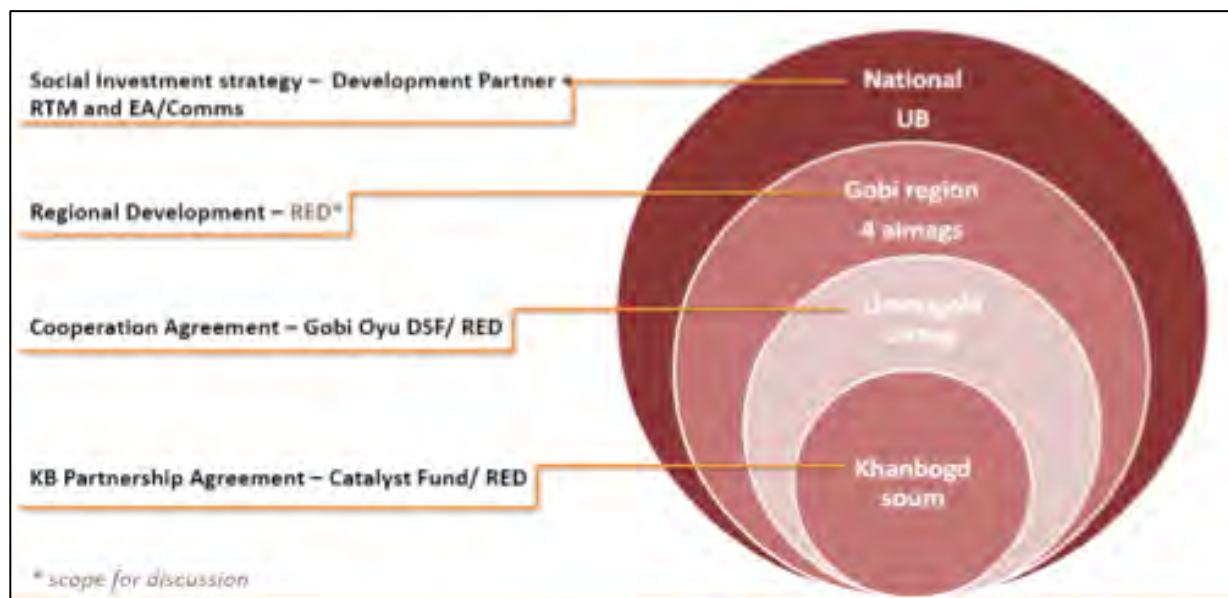 Social Investment strategy – Development Partner
RTM and EA/Comms
Regional Development – RED*
Cooperation Agreement – Gobi Oyu DSF/ RED
KB Partnership Agreement – Catalyst Fund/ RED
* scope for discussion
National
UB
Gobi region
4 aimags
Khanbogd
soum